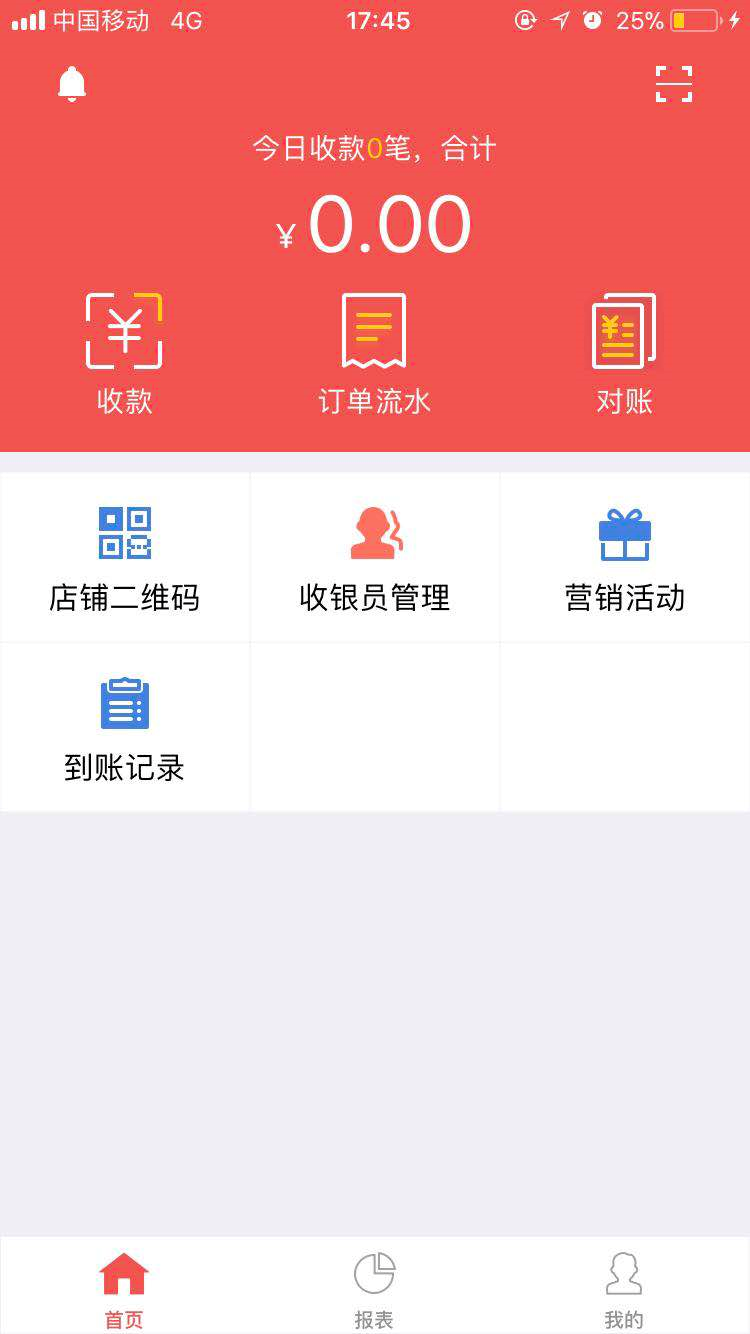 中国移动 4G 17:45 25%
今日收款0笔，合计
¥0.00
收款 订单流水 对账
店铺二维码 收银员管理 营销活动
到账记录
首页 报表 我的